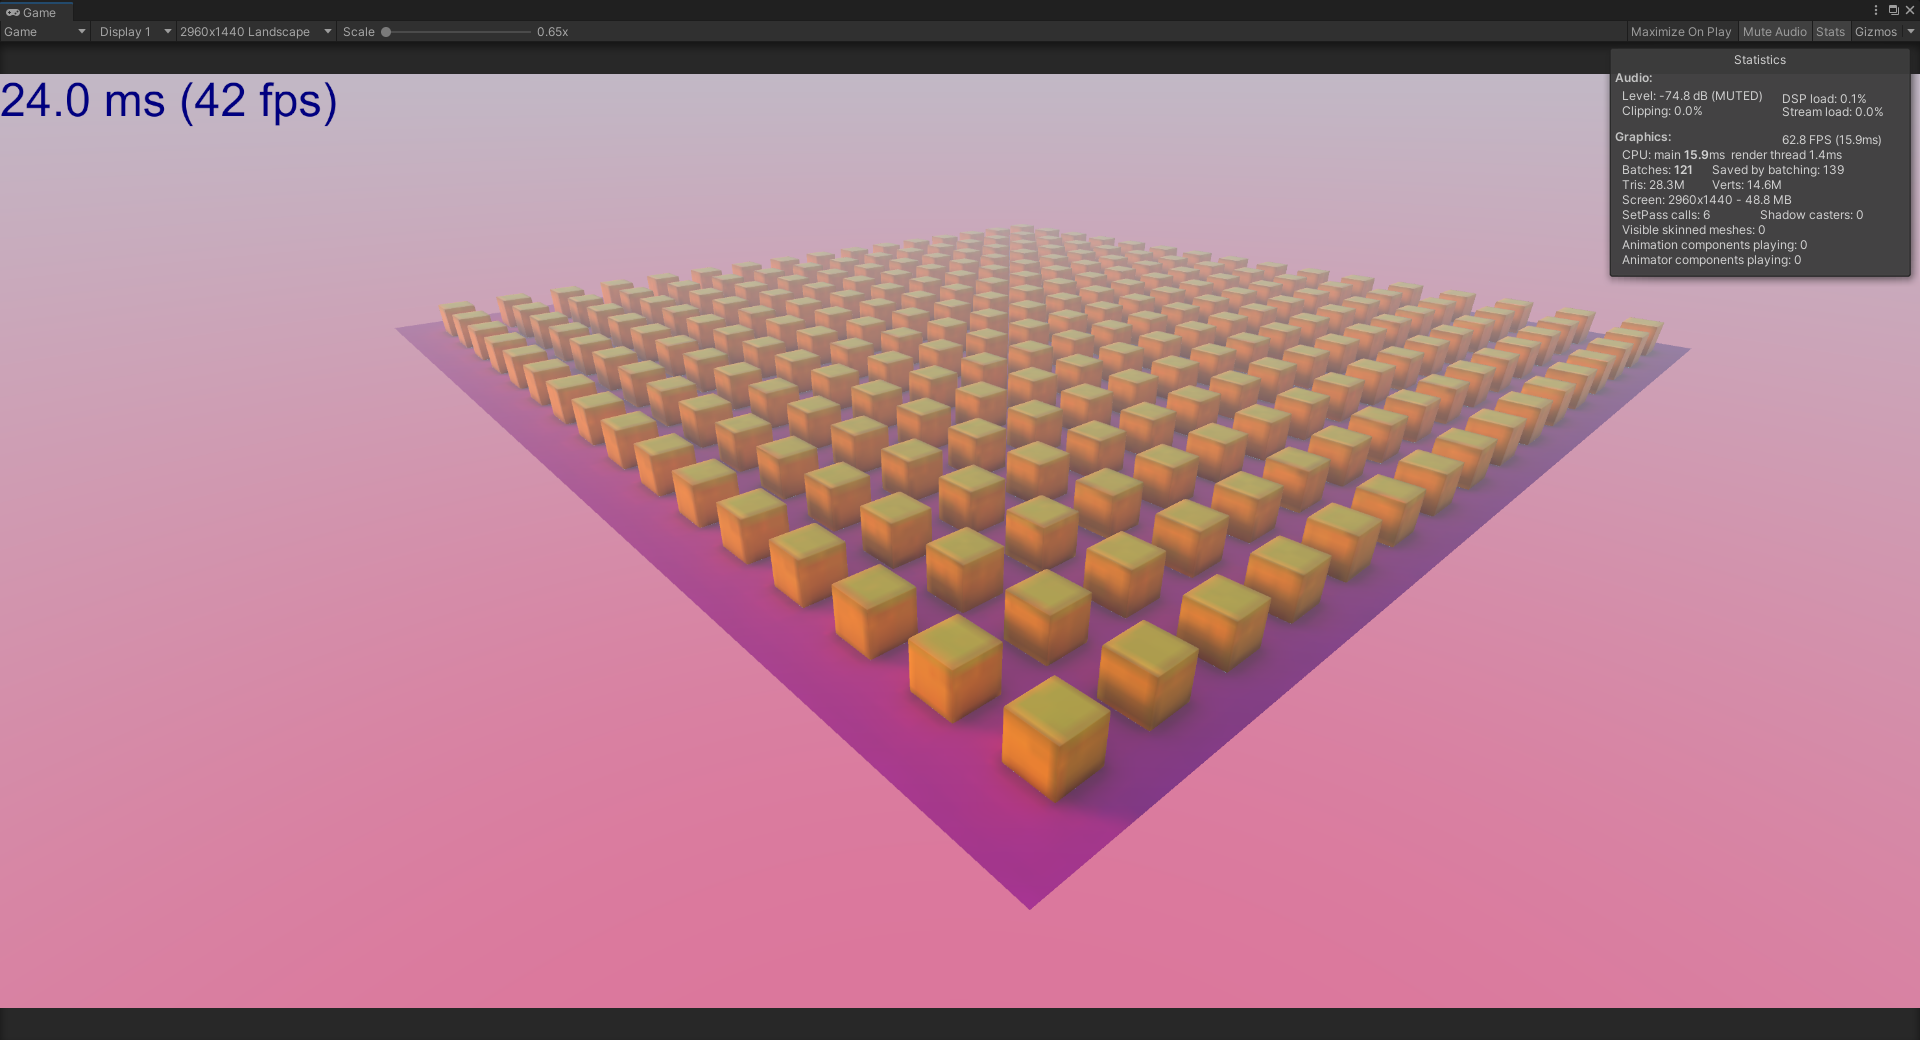 Game
Game Display 1 2960x1440 Landscape Scale 0.65x Maximize On Play Mute Audio Stats Gizmos
24.0 ms (42 fps)
Statistics
Audio:
Level: -74.8 dB (MUTED) DSP load: 0.1%
Clipping: 0.0% Stream load: 0.0%
Graphics: 62.8 FPS (15.9ms)
CPU: main 15.9ms render thread 1.4ms
Batches: 121 Saved by batching: 139
Tris: 28.3M Verts: 14.6M
Screen: 2960x1440 - 48.8 MB
SetPass calls: 6 Shadow casters: 0
Visible skinned meshes: 0
Animation components playing: 0
Animator components playing: 0